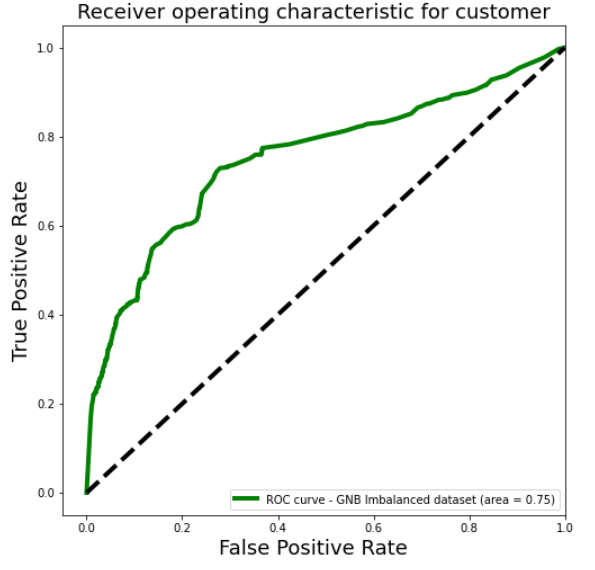 Receiver operating characteristic for customer
1.0
0.8
0.6
0.4
0.2
0.0
True Positive Rate
ROC curve - GNB Imbalanced dataset (area = 0.75)
0.0 0.2 0.4 0.6 0.8 1.0
False Positive Rate